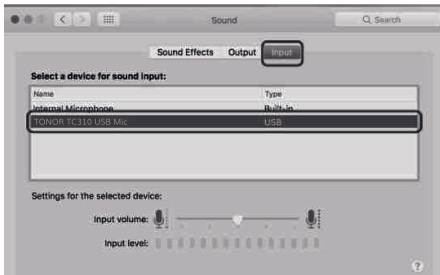 Sound
Search
Sound Effects Output Input
Select a device for sound input:
Name Type
Internal Microphone Built-in
TONOR TC310 USB Mic USB
Settings for the selected device:
Input volume:
Input level:
?